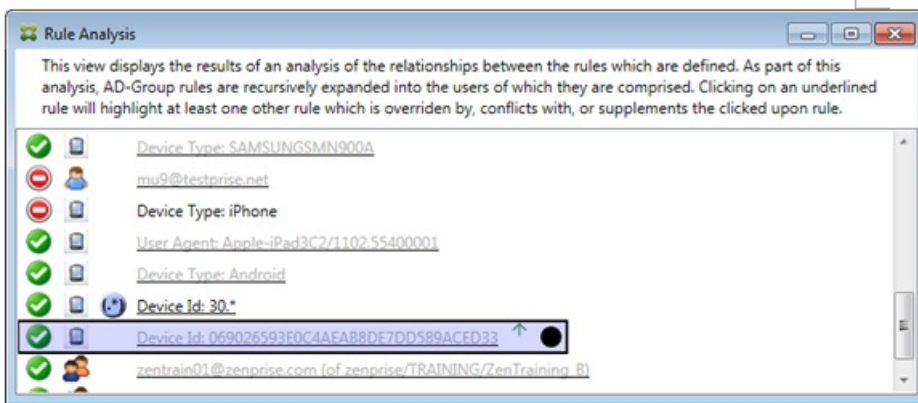 Rule Analysis
This view displays the results of an analysis of the relationships between the rules which are defined. As part of this
analysis, AD-Group rules are recursively expanded into the users of which they are comprised. Clicking on an underlined
rule will highlight at least one other rule which is overriden by, conflicts with, or supplements the clicked upon rule.
Device Type: SAMSUNGSMN900A
mu9@testprise.net
Device Type: iPhone
User Agent: Apple-iPad3C2/1102.55400001
Device Type: Android
(.*) Device Id: 30.*
Device Id: 069026593E0C4AEAB8DE7DD589ACED33
zentrain01@zenprise.com (of zenprise/TRAINING/ZenTraining_B)